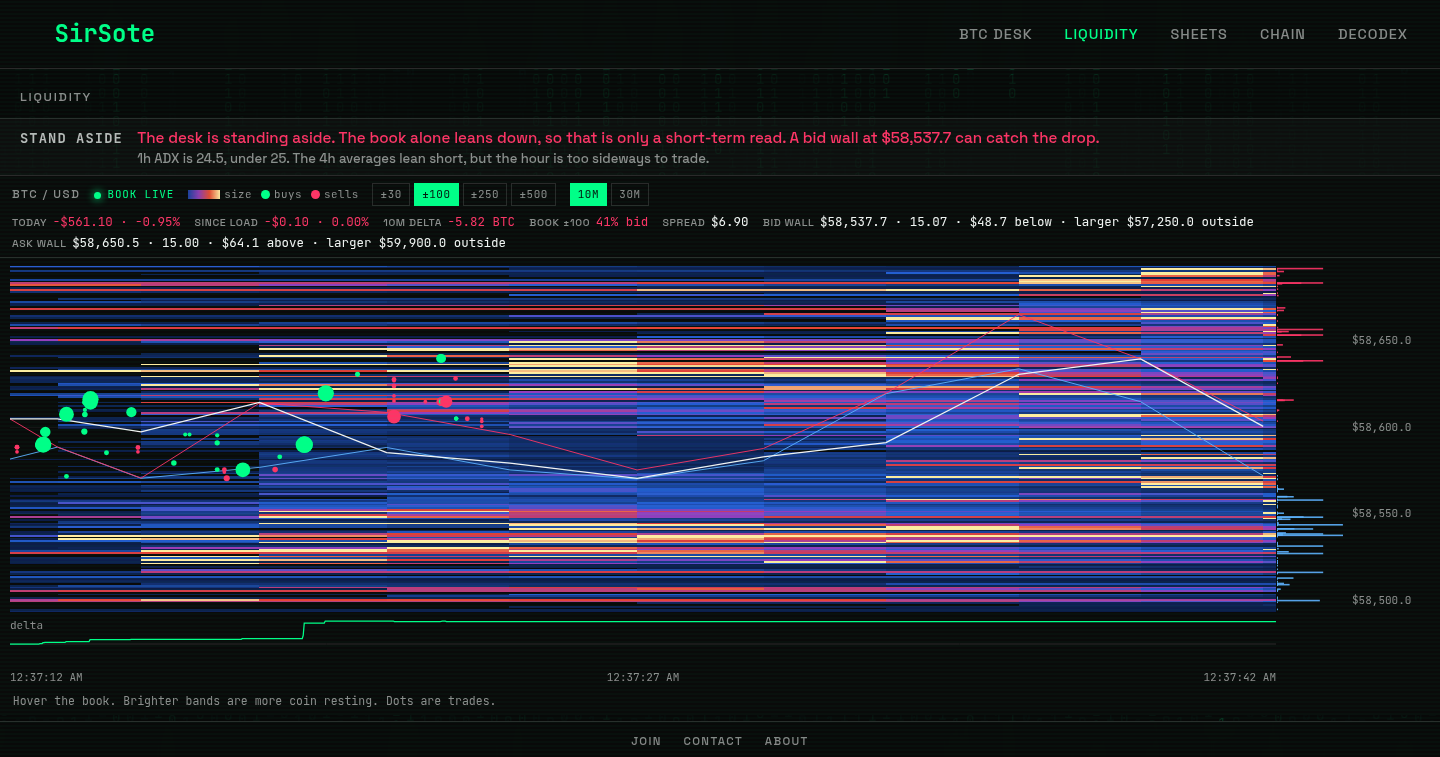 SirSote
BTC DESK LIQUIDITY SHEETS CHAIN DECODEX
LIQUIDITY
STAND ASIDE The desk is standing aside. The book alone leans down, so that is only a short-term read. A bid wall at $58,537.7 can catch the drop.
1h ADX is 24.5, under 25. The 4h averages lean short, but the hour is too sideways to trade.
BTC / USD BOOK LIVE size buys sells ±30 ±100 ±250 ±500 10M 30M
TODAY -$561.10 · -0.95% SINCE LOAD -$0.10 · 0.00% 10M DELTA -5.82 BTC BOOK ±100 41% bid SPREAD $6.90 BID WALL $58,537.7 · 15.07 · $48.7 below · larger $57,250.0 outside
ASK WALL $58,650.5 · 15.00 · $64.1 above · larger $59,900.0 outside
$58,650.0
$58,600.0
$58,550.0
$58,500.0
delta
12:37:12 AM 12:37:27 AM 12:37:42 AM
Hover the book. Brighter bands are more coin resting. Dots are trades.
JOIN CONTACT ABOUT